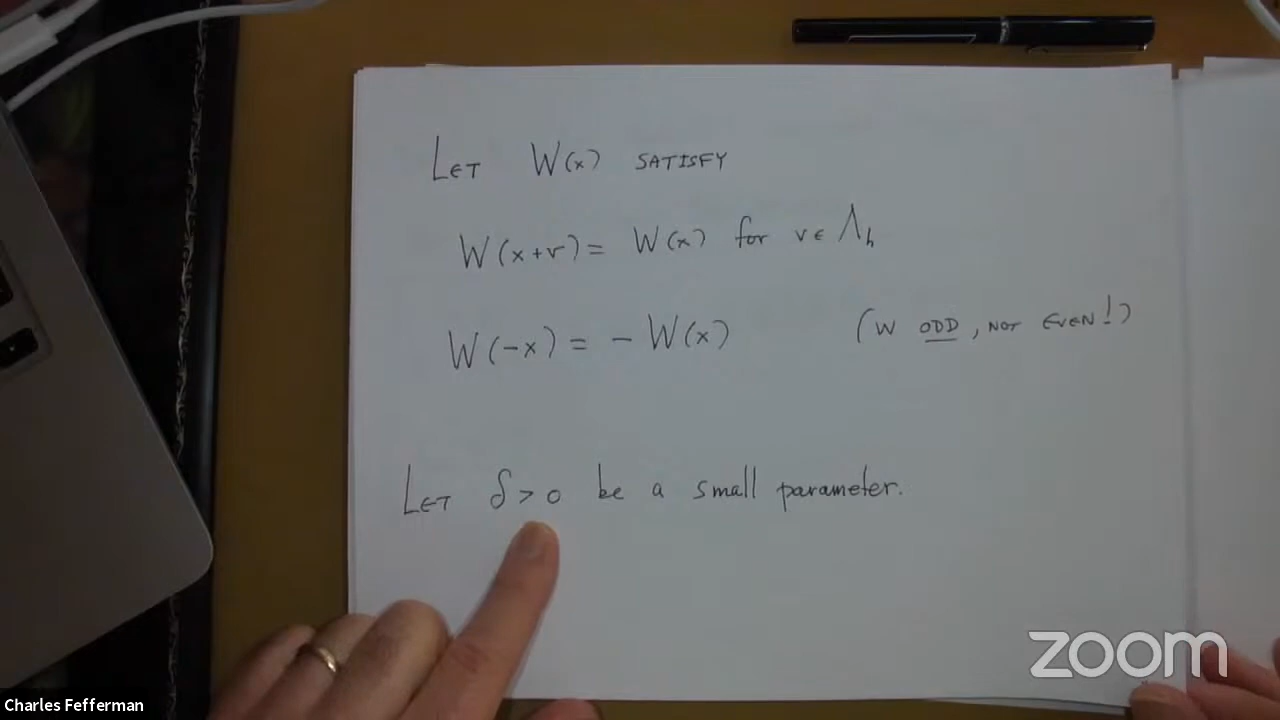 LET W(x) SATISFY
W(x+v) = W(x) for v ∈ Λₕ
W(-x) = - W(x) (W ODD, NOT EVEN!)
LET δ > 0 be a small parameter.
zoom
Charles Fefferman